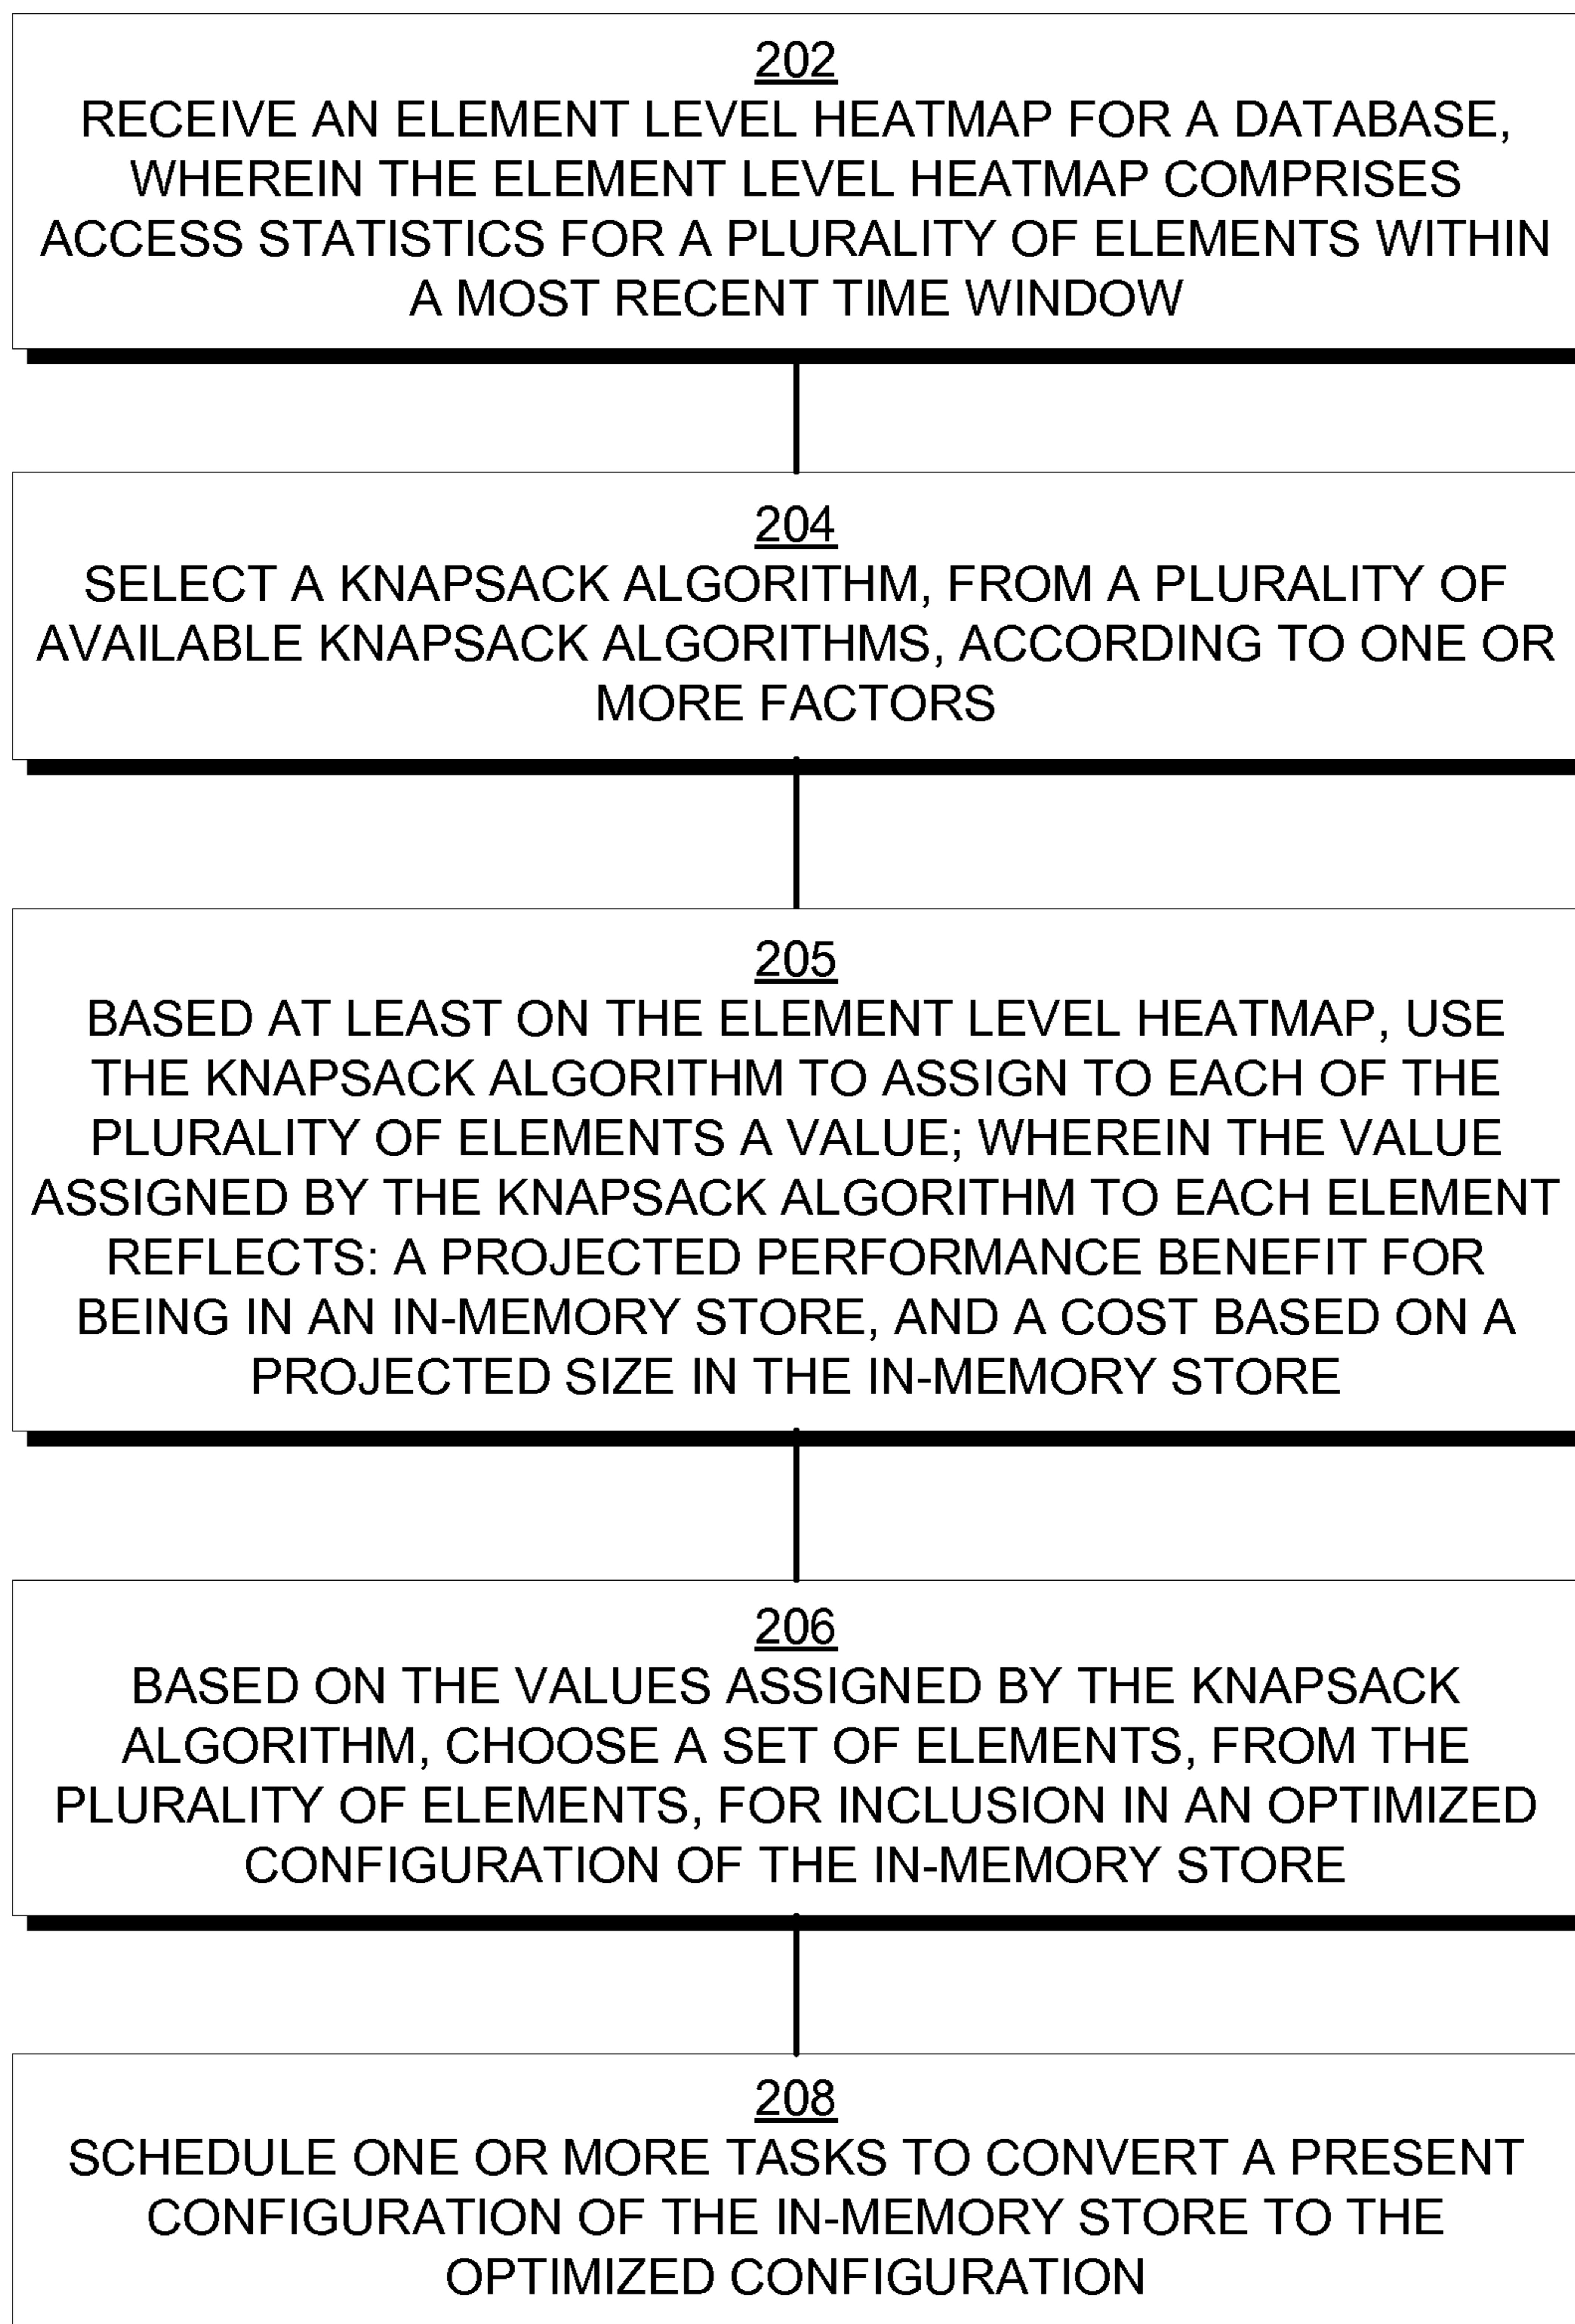 202
RECEIVE AN ELEMENT LEVEL HEATMAP FOR A DATABASE,
WHEREIN THE ELEMENT LEVEL HEATMAP COMPRISES
ACCESS STATISTICS FOR A PLURALITY OF ELEMENTS WITHIN
A MOST RECENT TIME WINDOW
204
SELECT A KNAPSACK ALGORITHM, FROM A PLURALITY OF
AVAILABLE KNAPSACK ALGORITHMS, ACCORDING TO ONE OR
MORE FACTORS
205
BASED AT LEAST ON THE ELEMENT LEVEL HEATMAP, USE
THE KNAPSACK ALGORITHM TO ASSIGN TO EACH OF THE
PLURALITY OF ELEMENTS A VALUE; WHEREIN THE VALUE
ASSIGNED BY THE KNAPSACK ALGORITHM TO EACH ELEMENT
REFLECTS: A PROJECTED PERFORMANCE BENEFIT FOR
BEING IN AN IN-MEMORY STORE, AND A COST BASED ON A
PROJECTED SIZE IN THE IN-MEMORY STORE
206
BASED ON THE VALUES ASSIGNED BY THE KNAPSACK
ALGORITHM, CHOOSE A SET OF ELEMENTS, FROM THE
PLURALITY OF ELEMENTS, FOR INCLUSION IN AN OPTIMIZED
CONFIGURATION OF THE IN-MEMORY STORE
208
SCHEDULE ONE OR MORE TASKS TO CONVERT A PRESENT
CONFIGURATION OF THE IN-MEMORY STORE TO THE
OPTIMIZED CONFIGURATION